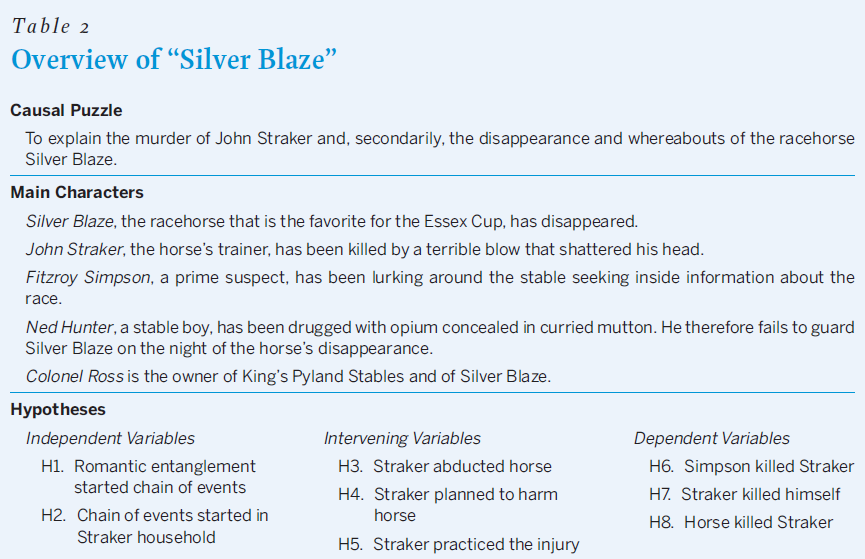 Table 2
Overview of “Silver Blaze”
Causal Puzzle
To explain the murder of John Straker and, secondarily, the disappearance and whereabouts of the racehorse
Silver Blaze.
Main Characters
Silver Blaze, the racehorse that is the favorite for the Essex Cup, has disappeared.
John Straker, the horse’s trainer, has been killed by a terrible blow that shattered his head.
Fitzroy Simpson, a prime suspect, has been lurking around the stable seeking inside information about the
race.
Ned Hunter, a stable boy, has been drugged with opium concealed in curried mutton. He therefore fails to guard
Silver Blaze on the night of the horse’s disappearance.
Colonel Ross is the owner of King’s Pyland Stables and of Silver Blaze.
Hypotheses
Independent Variables
H1. Romantic entanglement
started chain of events
H2. Chain of events started in
Straker household
Intervening Variables
H3. Straker abducted horse
H4. Straker planned to harm
horse
H5. Straker practiced the injury
Dependent Variables
H6. Simpson killed Straker
H7. Straker killed himself
H8. Horse killed Straker